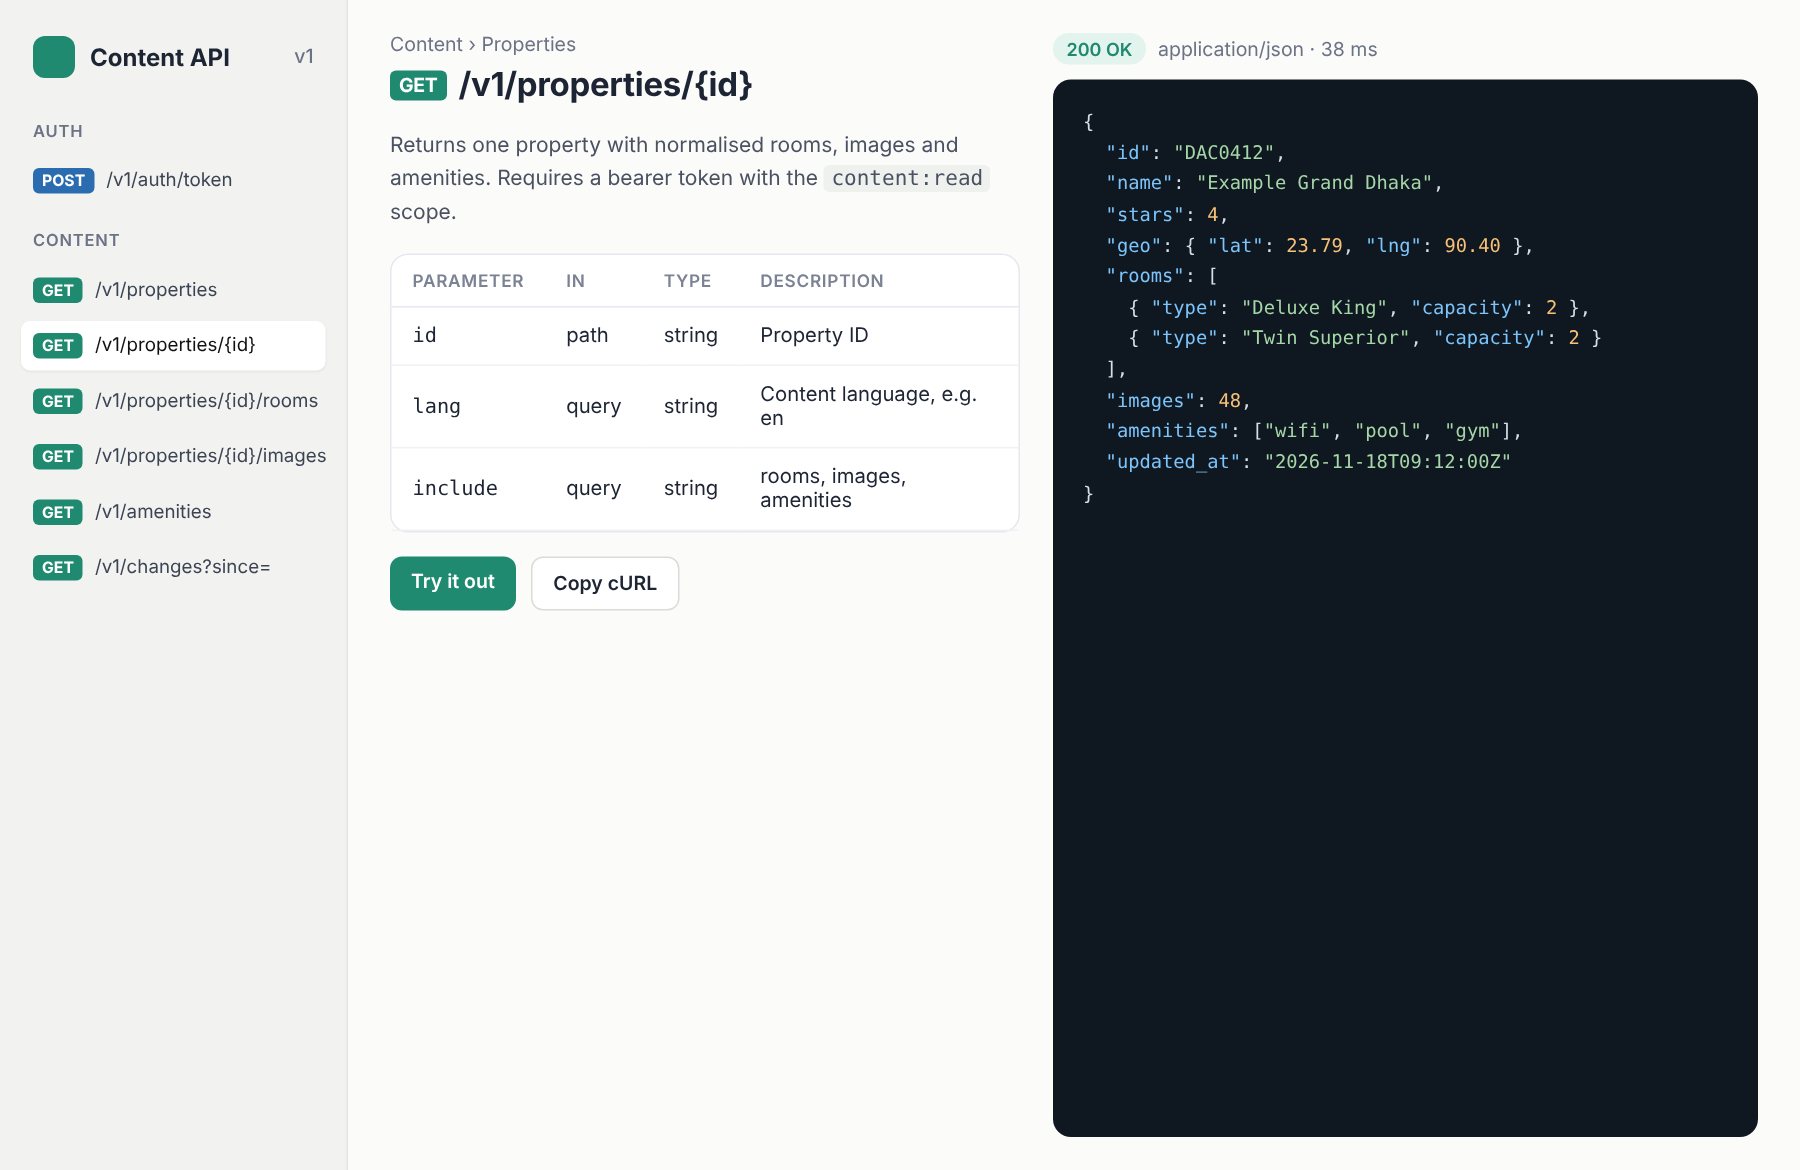 Content API v1
AUTH
POST /v1/auth/token
CONTENT
GET /v1/properties
GET /v1/properties/{id}
GET /v1/properties/{id}/rooms
GET /v1/properties/{id}/images
GET /v1/amenities
GET /v1/changes?since=
Content › Properties
GET /v1/properties/{id}
Returns one property with normalised rooms, images and
amenities. Requires a bearer token with the content:read
scope.
PARAMETER IN TYPE DESCRIPTION
id path string Property ID
lang query string Content language, e.g.
en
include query string rooms, images,
amenities
Try it out Copy cURL
200 OK application/json · 38 ms
{
  "id": "DAC0412",
  "name": "Example Grand Dhaka",
  "stars": 4,
  "geo": { "lat": 23.79, "lng": 90.40 },
  "rooms": [
    { "type": "Deluxe King", "capacity": 2 },
    { "type": "Twin Superior", "capacity": 2 }
  ],
  "images": 48,
  "amenities": ["wifi", "pool", "gym"],
  "updated_at": "2026-11-18T09:12:00Z"
}